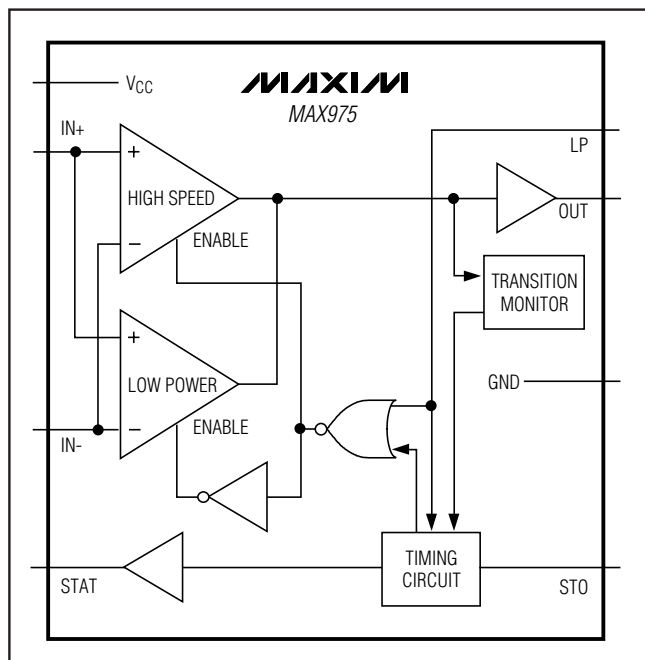 VCC
MAXIM
MAX975
IN+
LP
+
HIGH SPEED
OUT
−
ENABLE
TRANSITION
MONITOR
+
LOW POWER
GND
−
ENABLE
IN-
TIMING
CIRCUIT
STAT
STO